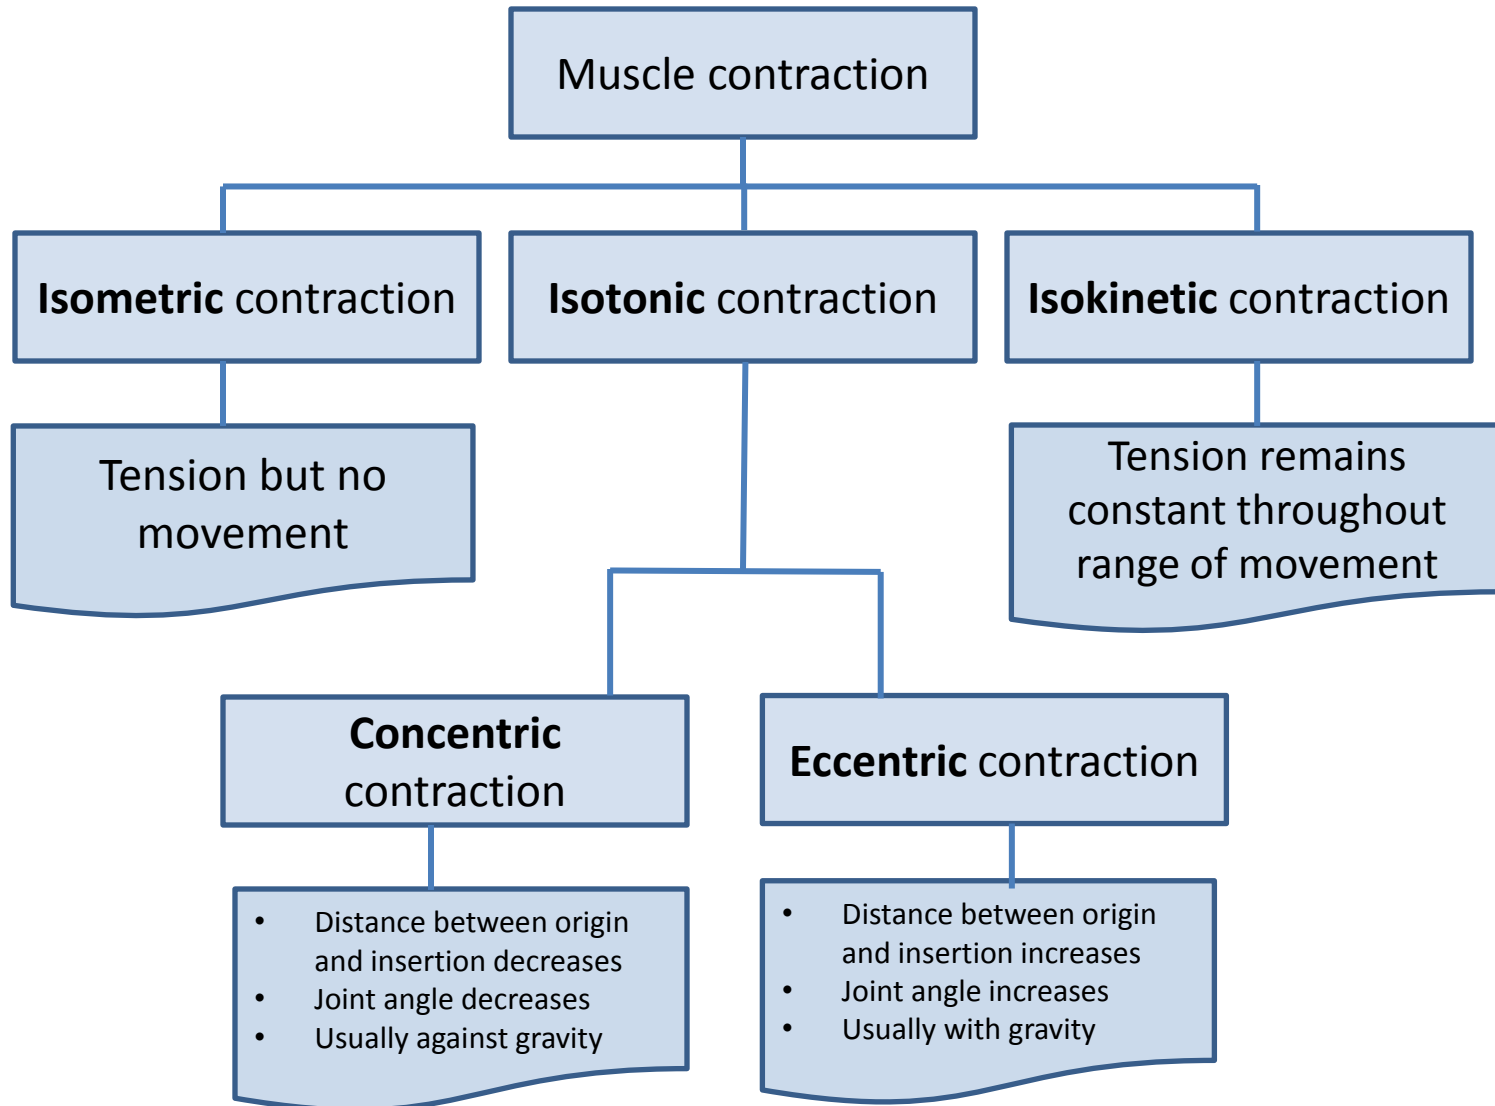 Muscle contraction
Isometric contraction
Isotonic contraction
Isokinetic contraction
Tension but no
movement
Tension remains
constant throughout
range of movement
Concentric
contraction
Eccentric contraction
• Distance between origin
and insertion decreases
• Joint angle decreases
• Usually against gravity
• Distance between origin
and insertion increases
• Joint angle increases
• Usually with gravity